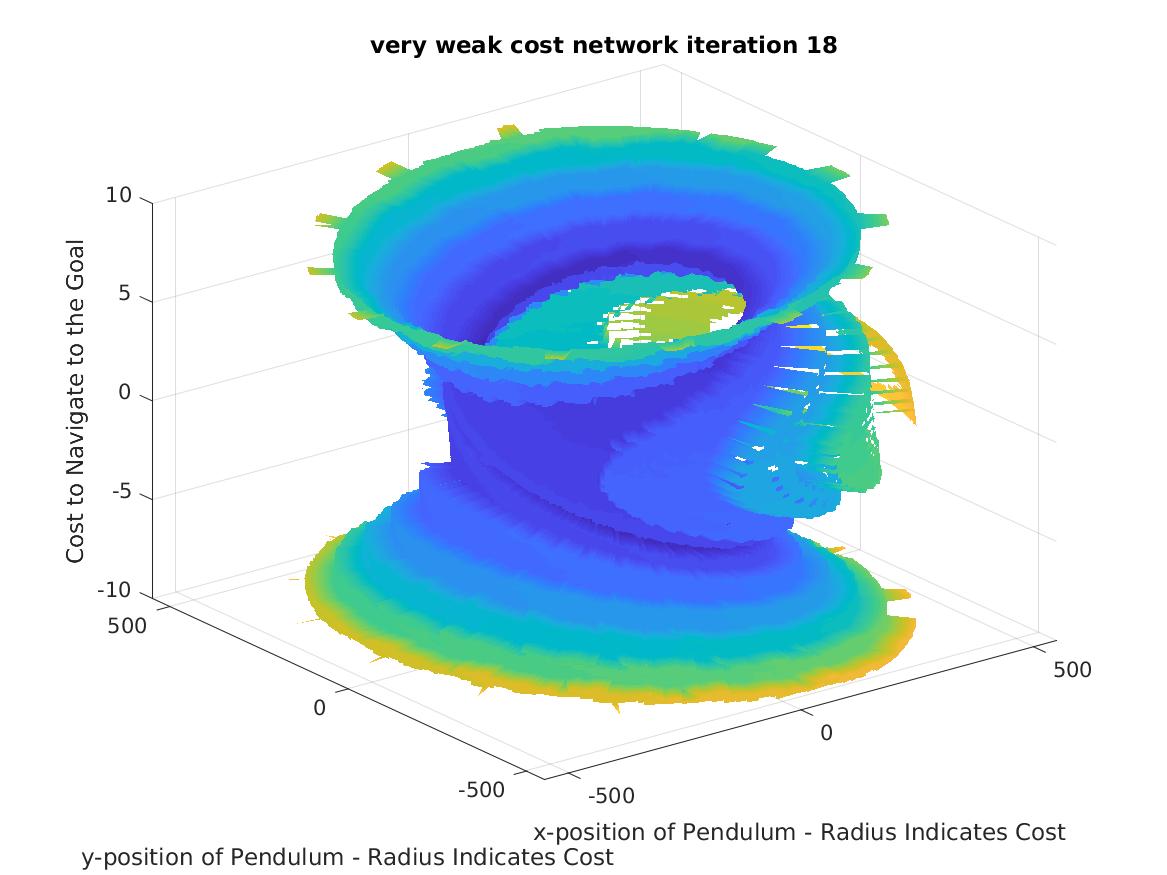 very weak cost network iteration 18
Cost to Navigate to the Goal
10
5
0
-5
-10
500
0
-500
-500
0
500
x-position of Pendulum - Radius Indicates Cost
y-position of Pendulum - Radius Indicates Cost